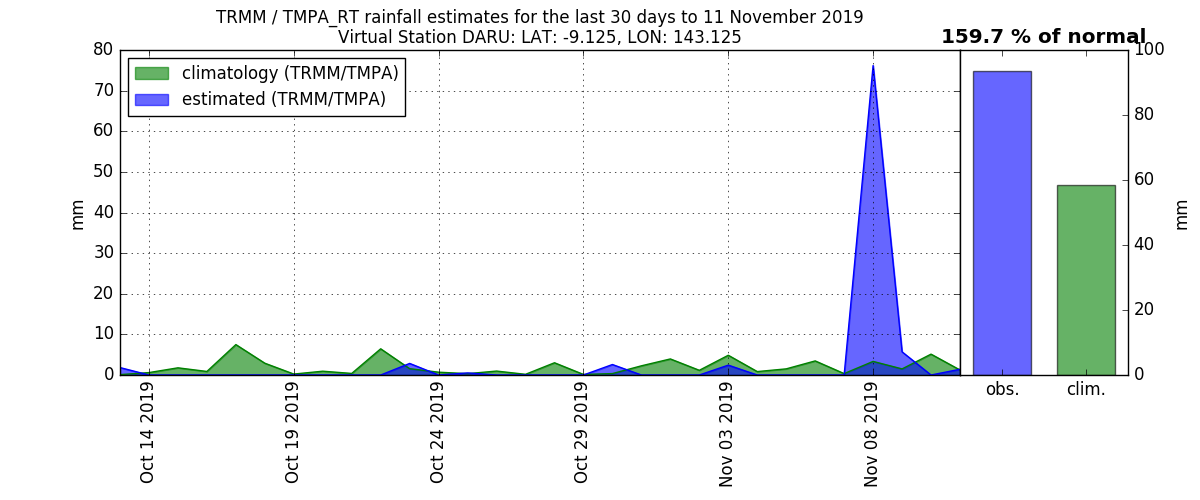 TRMM / TMPA_RT rainfall estimates for the last 30 days to 11 November 2019
Virtual Station DARU: LAT: -9.125, LON: 143.125
159.7 % of normal
climatology (TRMM/TMPA)
estimated (TRMM/TMPA)
80
70
60
50
40
30
20
10
0
mm
Oct 14 2019
Oct 19 2019
Oct 24 2019
Oct 29 2019
Nov 03 2019
Nov 08 2019
100
80
60
40
20
0
mm
obs.
clim.